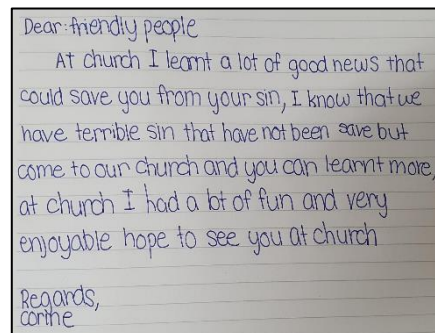 Dear: friendly people
At church I learnt a lot of good news that
could save you from your sin, I know that we
have terrible sin that have not been save but
come to our church and you can learnt more,
at church I had a lot of fun and very
enjoyable hope to see you at church
Regards,
corine